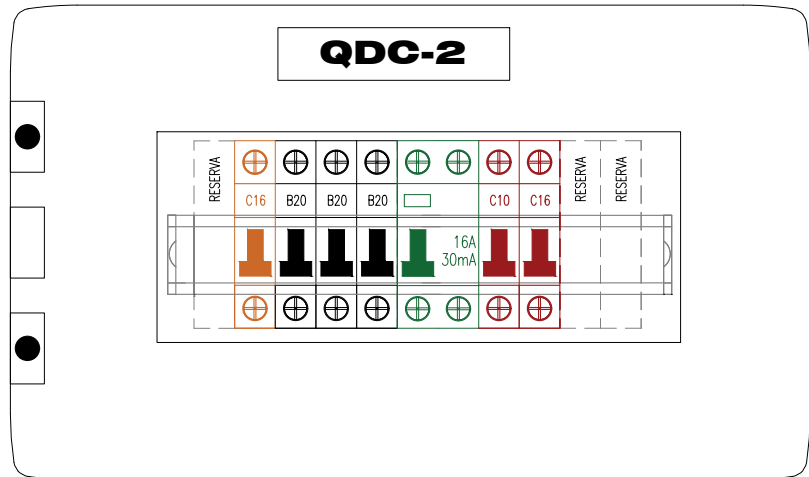 QDC-2
RESERVA
C16
B20
B20
B20
C10
C16
RESERVA
RESERVA
16A
30mA